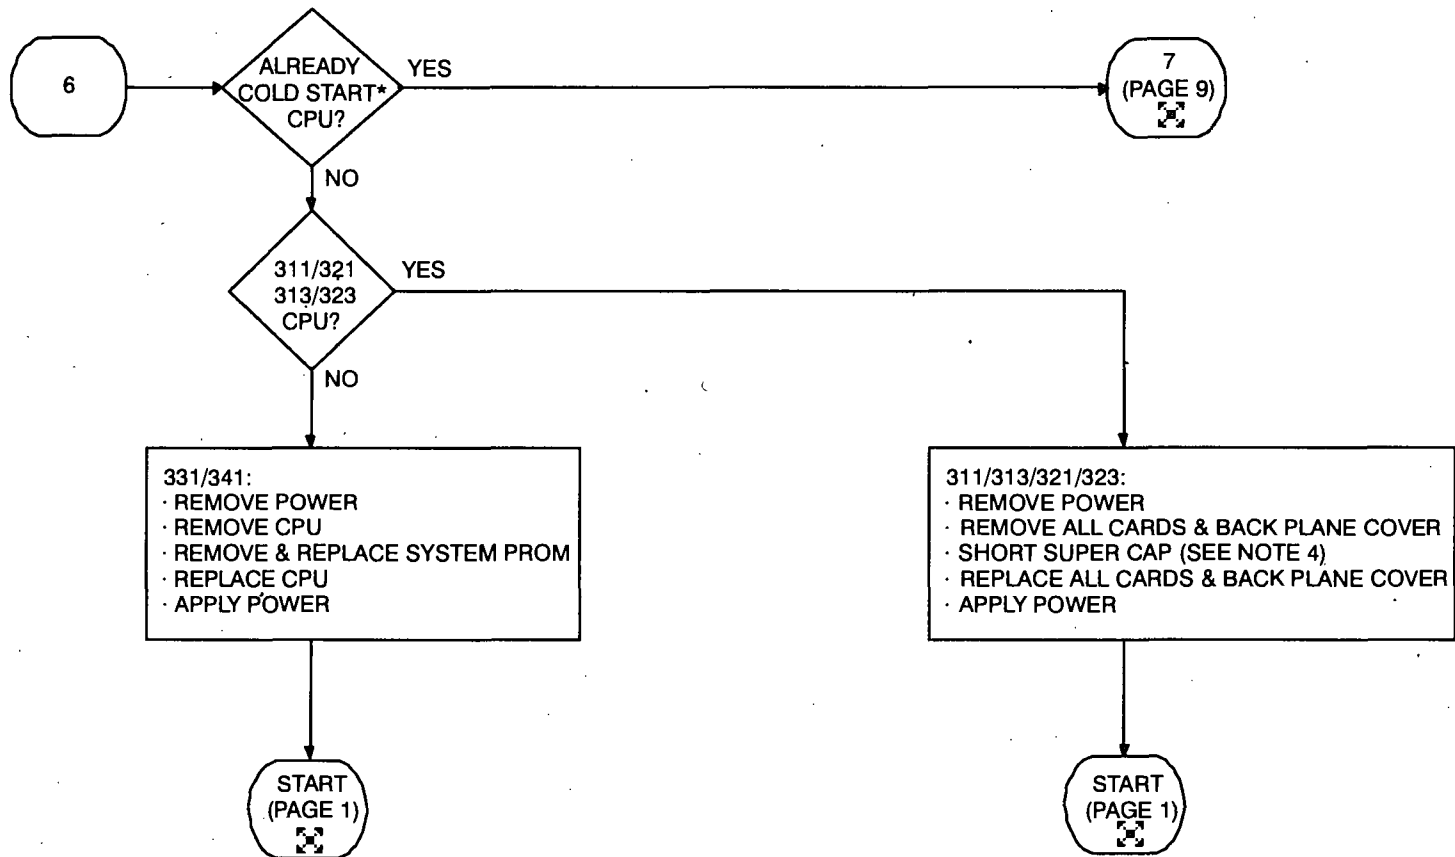 6
ALREADY
COLD START*
CPU?
YES
7
(PAGE 9)
NO
311/321
313/323
CPU?
YES
NO
331/341:
· REMOVE POWER
· REMOVE CPU
· REMOVE & REPLACE SYSTEM PROM
· REPLACE CPU
· APPLY POWER
311/313/321/323:
· REMOVE POWER
· REMOVE ALL CARDS & BACK PLANE COVER
· SHORT SUPER CAP (SEE NOTE 4)
· REPLACE ALL CARDS & BACK PLANE COVER
· APPLY POWER
START
(PAGE 1)
START
(PAGE 1)